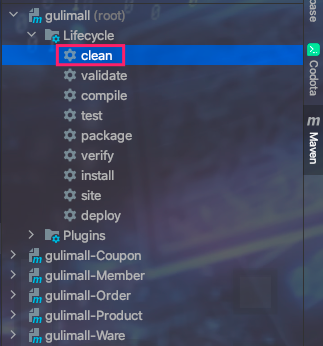 gulimall (root)
Lifecycle
clean
validate
compile
test
package
verify
install
site
deploy
Plugins
gulimall-Coupon
gulimall-Member
gulimall-Order
gulimall-Product
gulimall-Ware
base
Codota
m
Maven